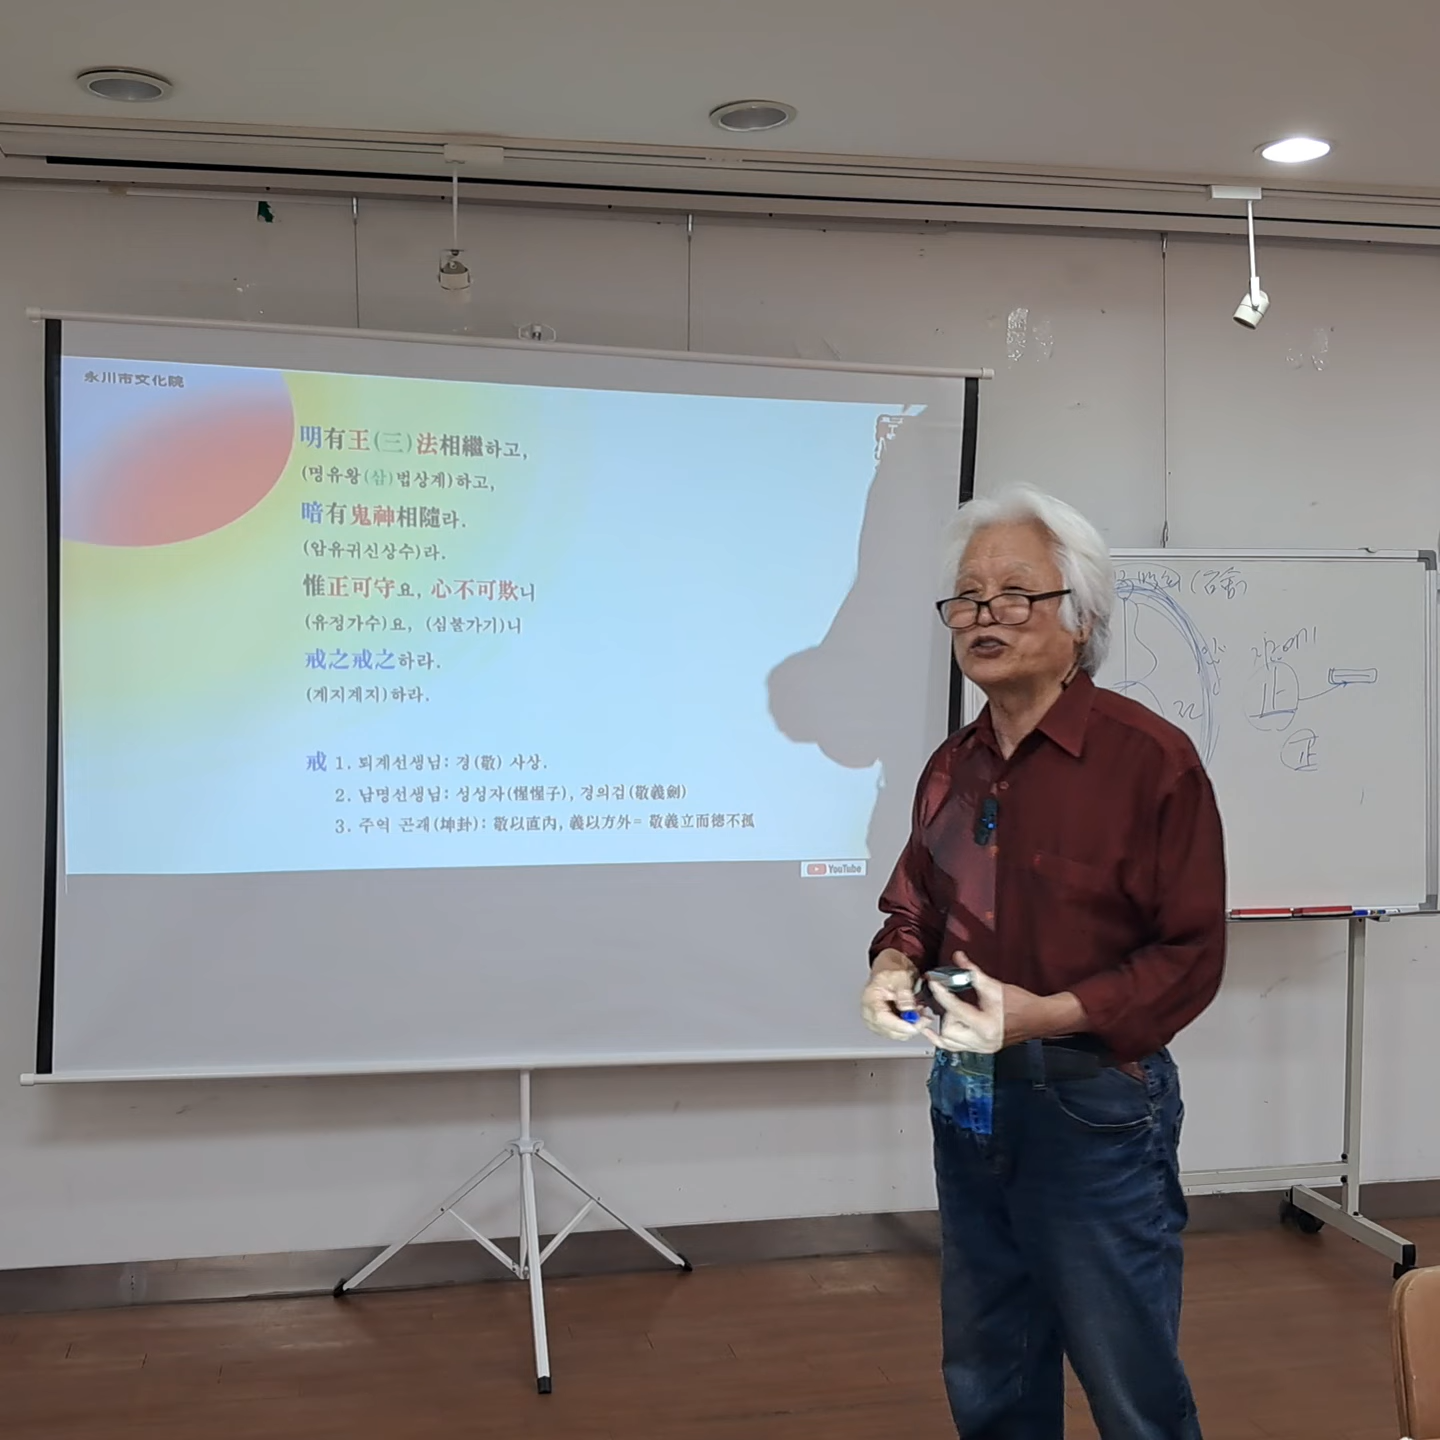 永川市文化院
明有王(三)法相繼하고,
(명유왕(삼)법상계)하고,
暗有鬼神相隨라.
(암유귀신상수)라.
惟正可守요, 心不可欺니
(유정가수)요, (심불가기)니
戒之戒之하라.
(계지계지)하라.
戒 1. 퇴계선생님: 경(敬) 사상.
2. 남명선생님: 성성자(惺惺子), 경의검(敬義劍)
3. 주역 곤괘(坤卦): 敬以直內, 義以方外= 敬義立而德不孤
YouTube
止
正